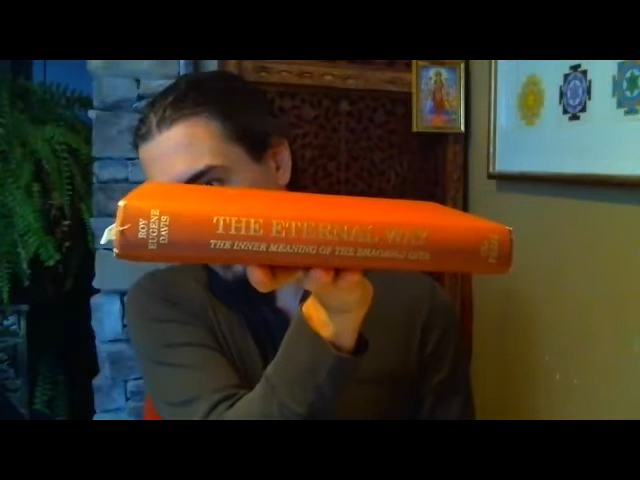 ROY
EUGENE
DAVIS
THE ETERNAL WAY
THE INNER MEANING OF THE BHAGAVAD GITA